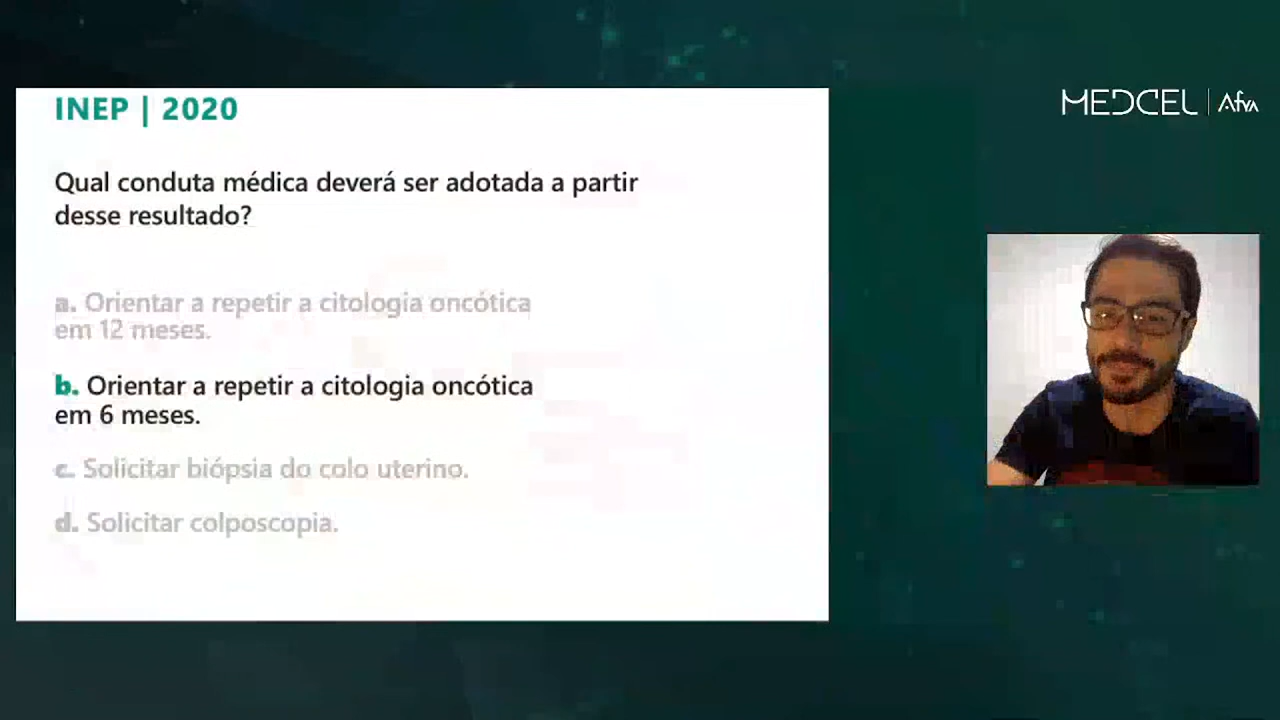 INEP | 2020
MEDCEL | Afya
Qual conduta médica deverá ser adotada a partir
desse resultado?
a. Orientar a repetir a citologia oncótica
em 12 meses.
b. Orientar a repetir a citologia oncótica
em 6 meses.
c. Solicitar biópsia do colo uterino.
d. Solicitar colposcopia.